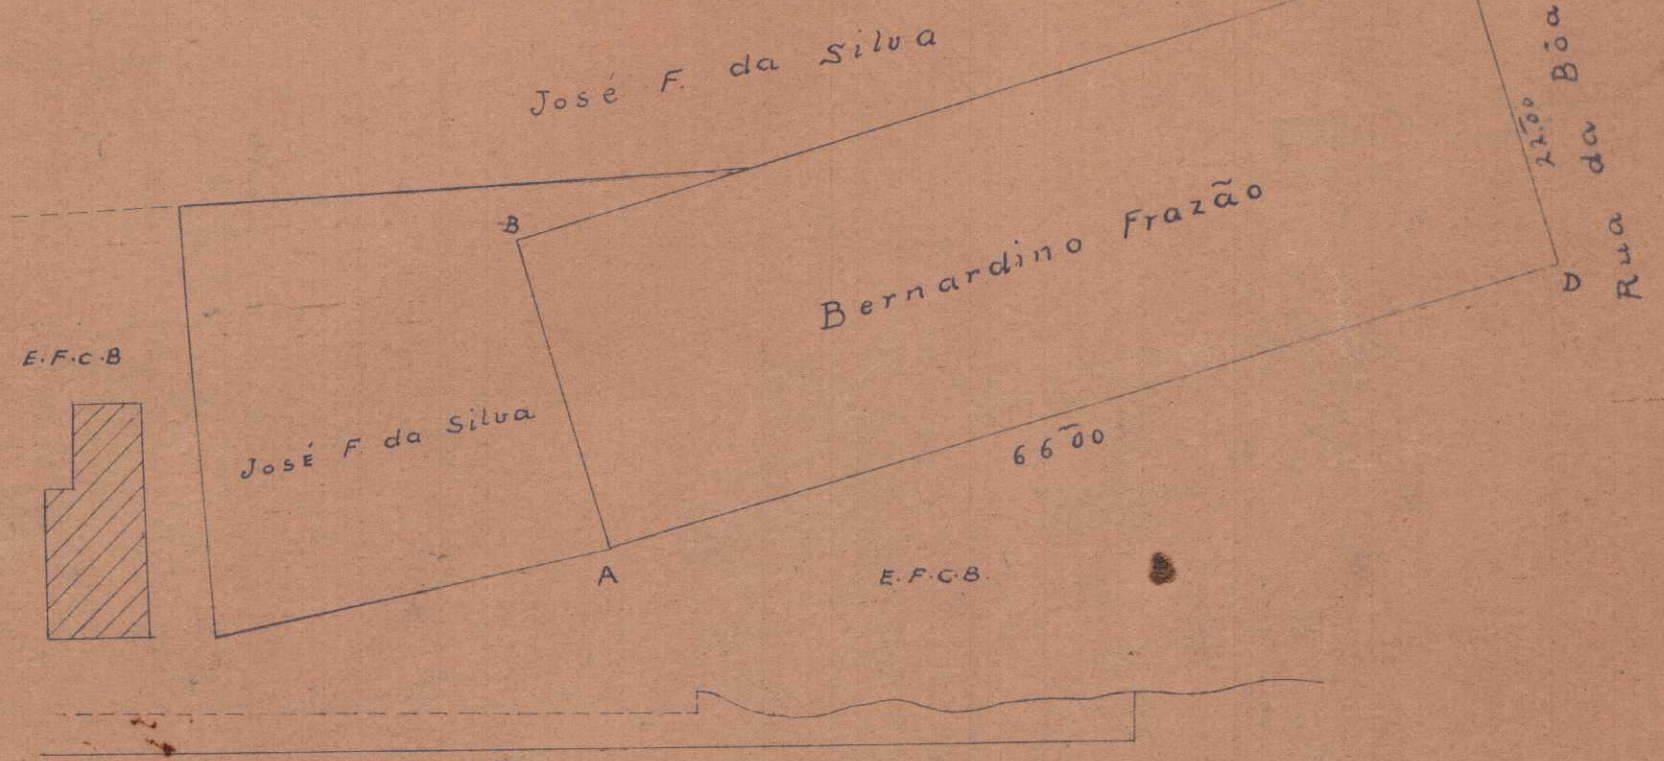 José F. da Silva
Rua da Bôa
22.00
B
Bernardino Frazão
D
E.F.C.B
José F da Silva
66.00
A
E.F.C.B.